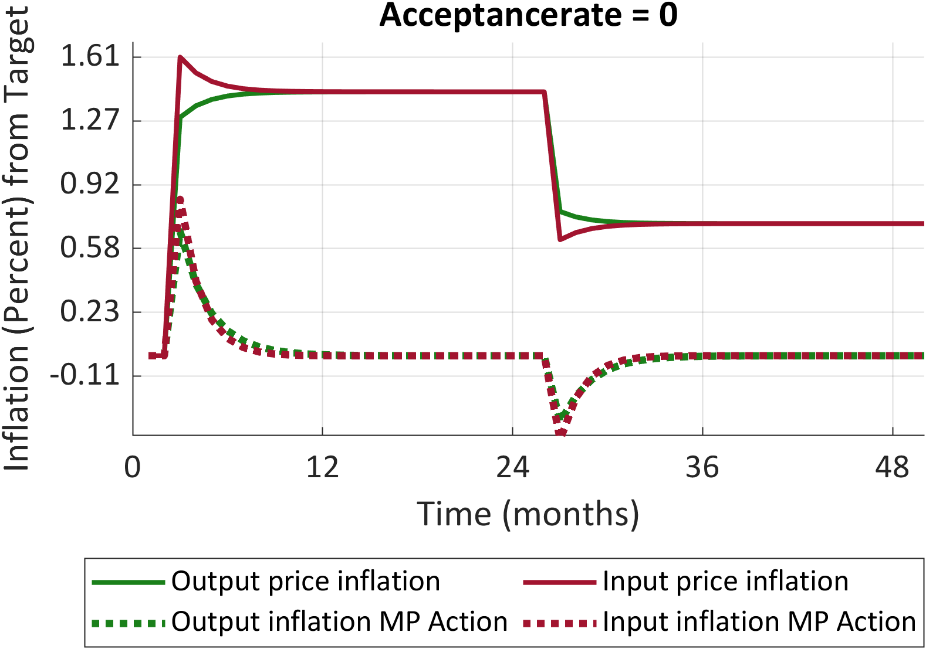 Acceptancerate = 0
Inflation (Percent) from Target
1.61
1.27
0.92
0.58
0.23
-0.11
0 12 24 36 48
Time (months)
Output price inflation Input price inflation
Output inflation MP Action Input inflation MP Action